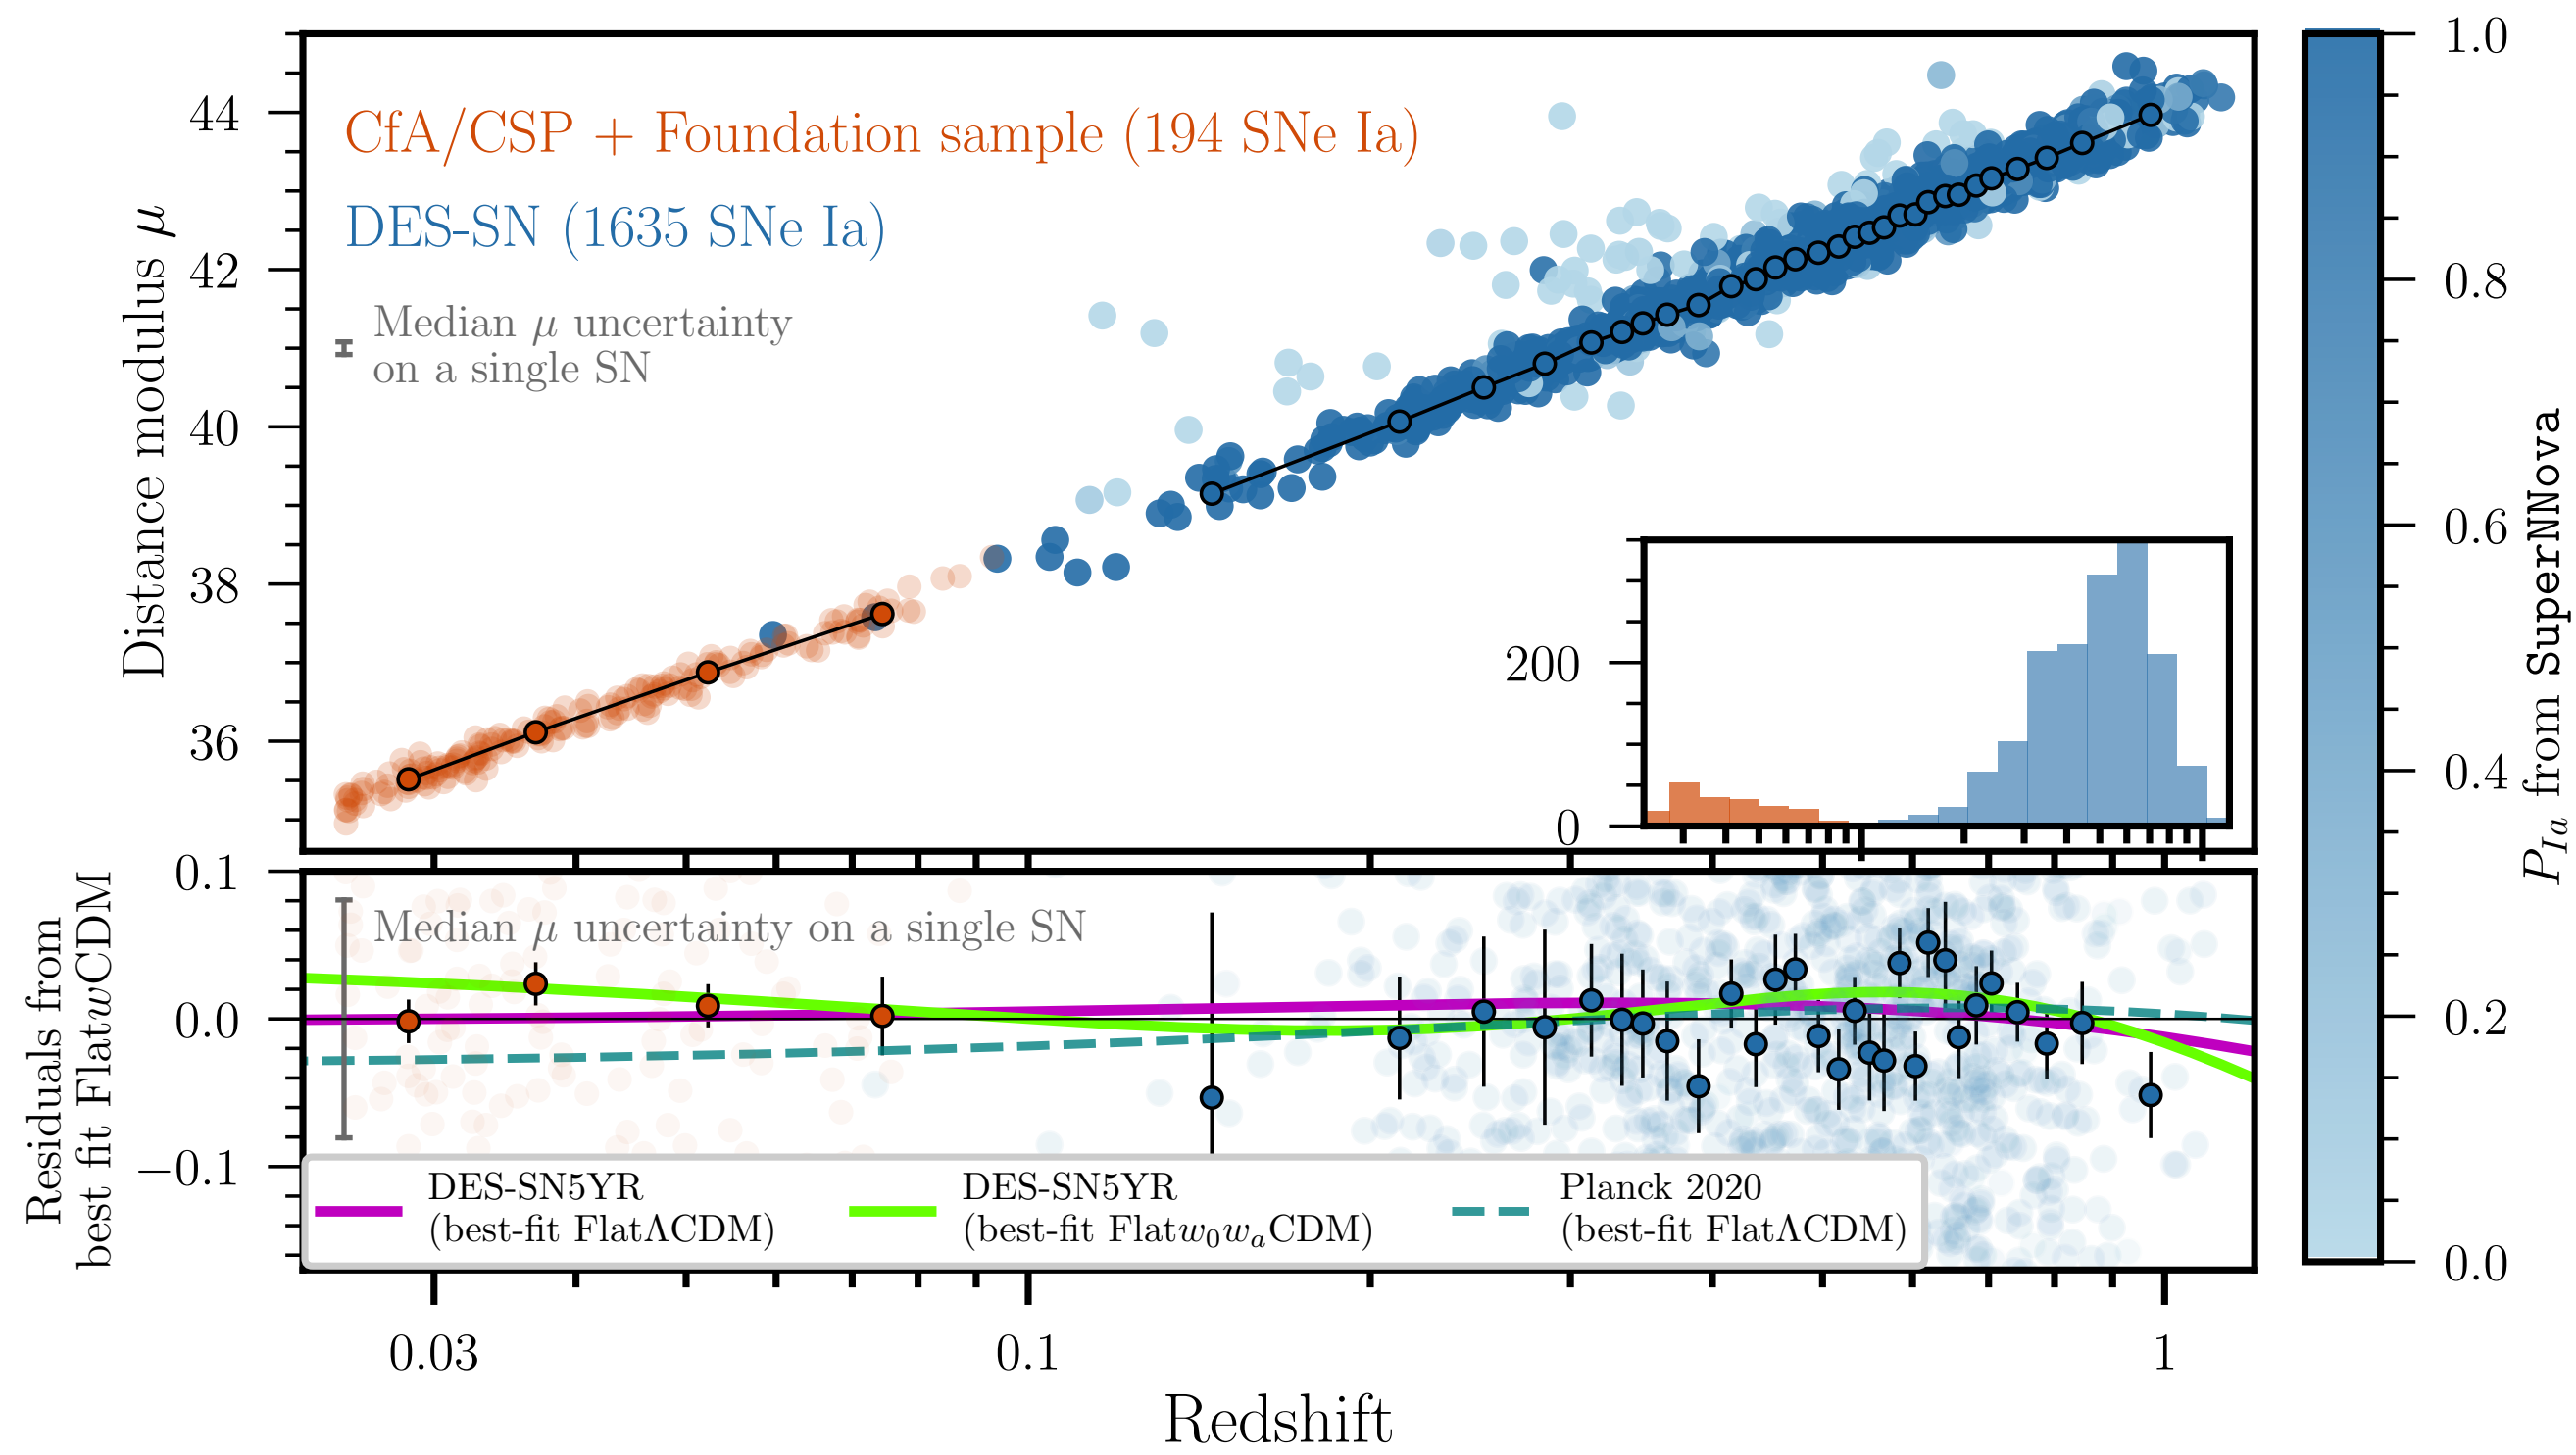 CfA/CSP + Foundation sample (194 SNe Ia)
DES-SN (1635 SNe Ia)
Median μ uncertainty
on a single SN
Distance modulus μ
44
42
40
38
36
200
0
Median μ uncertainty on a single SN
Residuals from
best fit FlatwCDM
0.1
0.0
−0.1
DES-SN5YR
(best-fit FlatΛCDM)
DES-SN5YR
(best-fit Flatw₀wₐCDM)
Planck 2020
(best-fit FlatΛCDM)
0.03
0.1
1
Redshift
1.0
0.8
0.6
0.4
0.2
0.0
P_{Ia} from SuperNNova